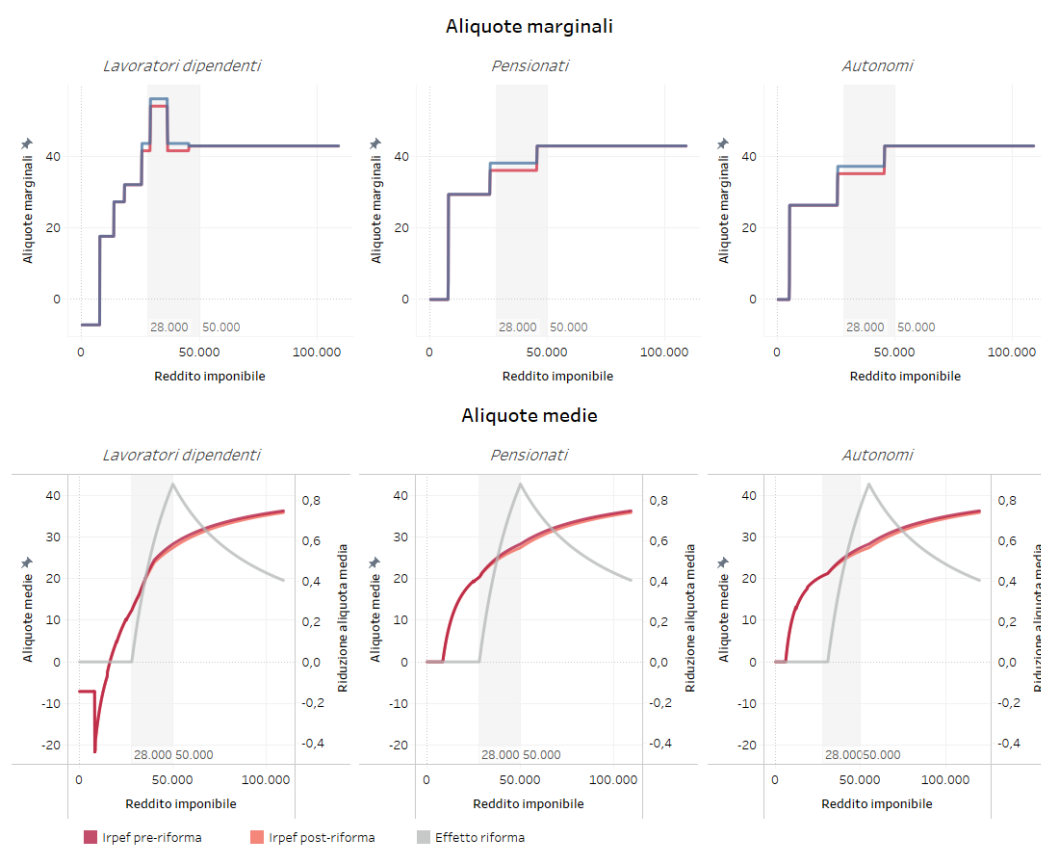 Aliquote marginali
Lavoratori dipendenti
Pensionati
Autonomi
Aliquote marginali
40
20
0
28.000 50.000
0 50.000 100.000
Reddito imponibile
Aliquote marginali
40
20
0
28.000 50.000
0 50.000 100.000
Reddito imponibile
Aliquote marginali
40
20
0
28.000 50.000
0 50.000 100.000
Reddito imponibile
Aliquote medie
Lavoratori dipendenti
Pensionati
Autonomi
Aliquote medie
40
30
20
10
0
-10
-20
0,8
0,6
0,4
0,2
0,0
-0,2
-0,4
Riduzione aliquota media
28.000 50.000
0 50.000 100.000
Reddito imponibile
Aliquote medie
40
30
20
10
0
-10
-20
0,8
0,6
0,4
0,2
0,0
-0,2
-0,4
Riduzione aliquota media
28.000 50.000
0 50.000 100.000
Reddito imponibile
Aliquote medie
40
30
20
10
0
-10
-20
0,8
0,6
0,4
0,2
0,0
-0,2
-0,4
Riduzione aliquota media
28.000 50.000
0 50.000 100.000
Reddito imponibile
Irpef pre-riforma
Irpef post-riforma
Effetto riforma